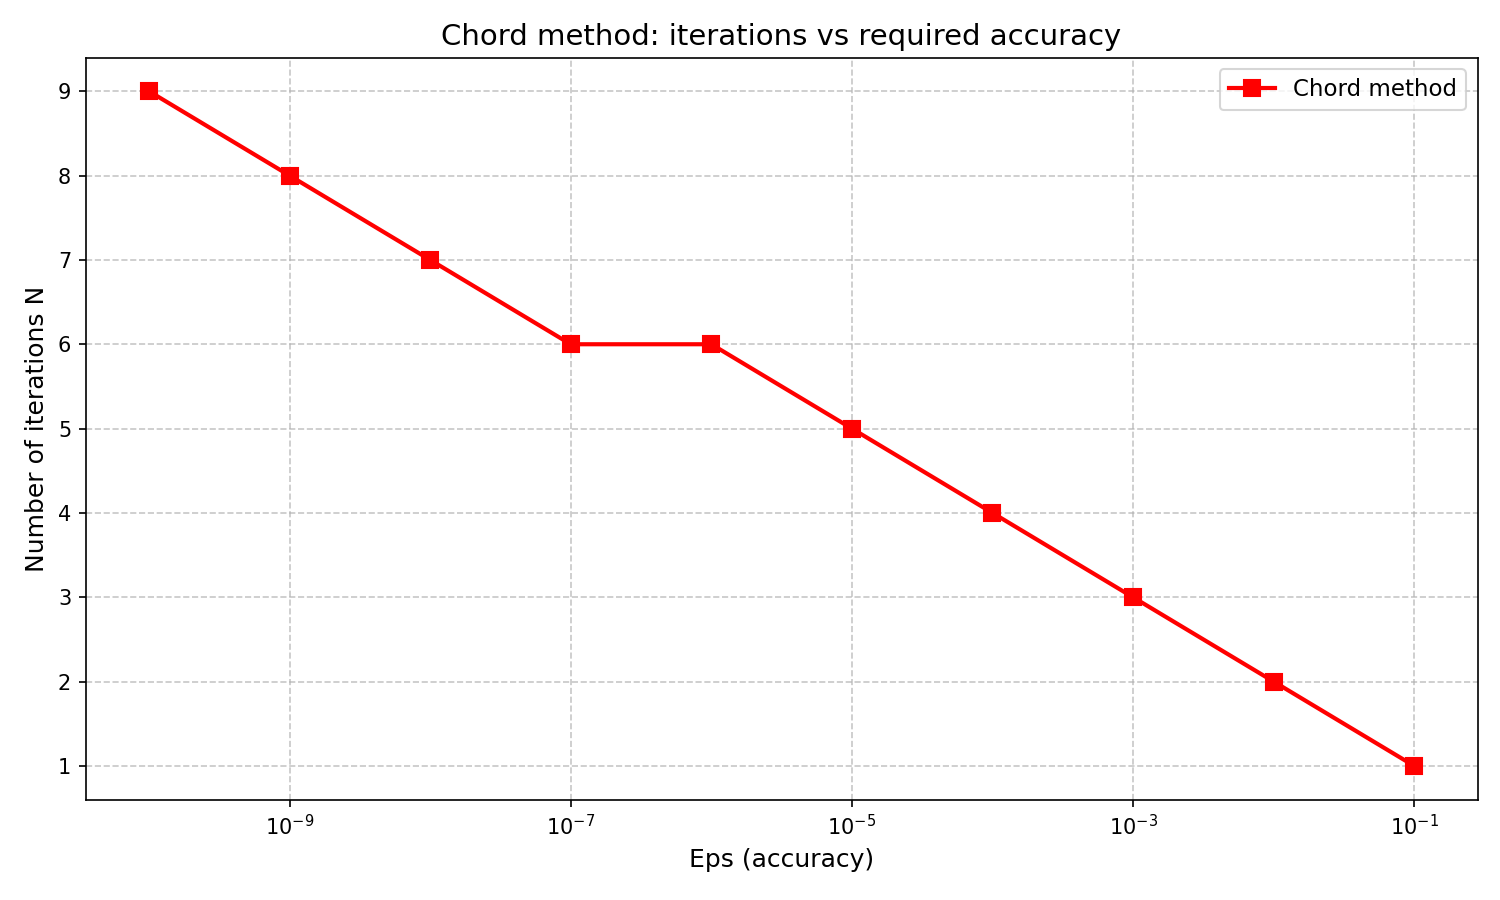 Chord method: iterations vs required accuracy
Chord method
9
8
7
6
5
4
3
2
1
Number of iterations N
10⁻⁹ 10⁻⁷ 10⁻⁵ 10⁻³ 10⁻¹
Eps (accuracy)